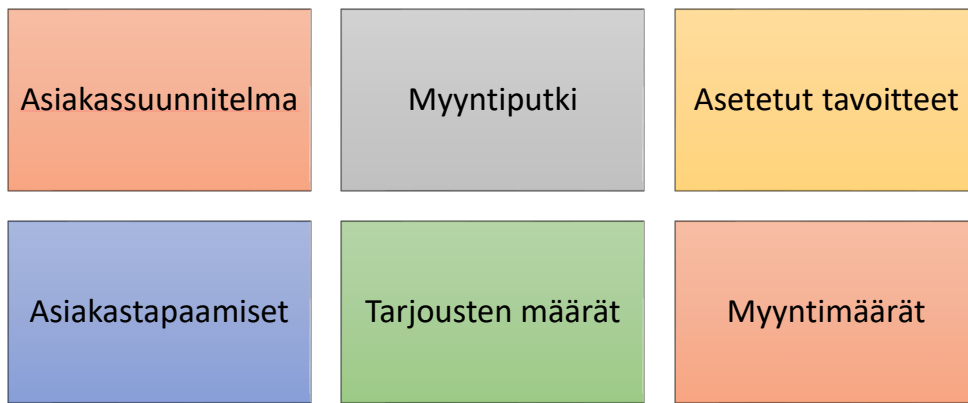 Asiakassuunnitelma
Myyntiputki
Asetetut tavoitteet
Asiakastapaamiset
Tarjousten määrät
Myyntimäärät